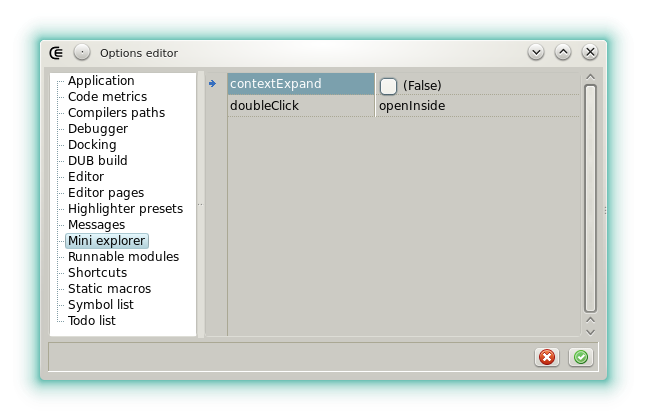 Options editor
Application
Code metrics
Compilers paths
Debugger
Docking
DUB build
Editor
Editor pages
Highlighter presets
Messages
Mini explorer
Runnable modules
Shortcuts
Static macros
Symbol list
Todo list
contextExpand (False)
doubleClick openInside